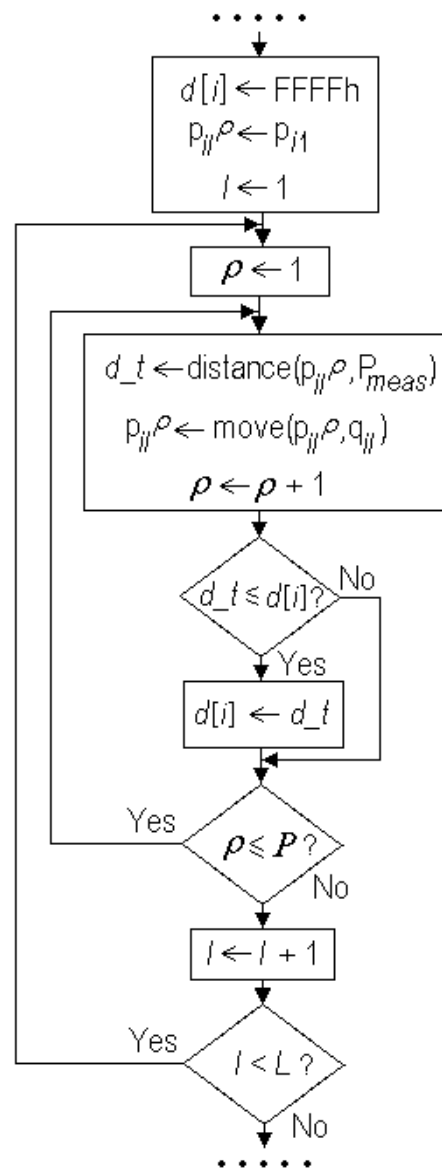 .....
d[i] ← FFFFh
p_il^ρ ← p_i1
l ← 1
ρ ← 1
d_t ← distance(p_il^ρ, P_meas)
p_il^ρ ← move(p_il^ρ, q_il)
ρ ← ρ + 1
d_t ≤ d[i]?
No
Yes
d[i] ← d_t
Yes
ρ ≤ P?
No
l ← l + 1
Yes
l < L?
No
.....